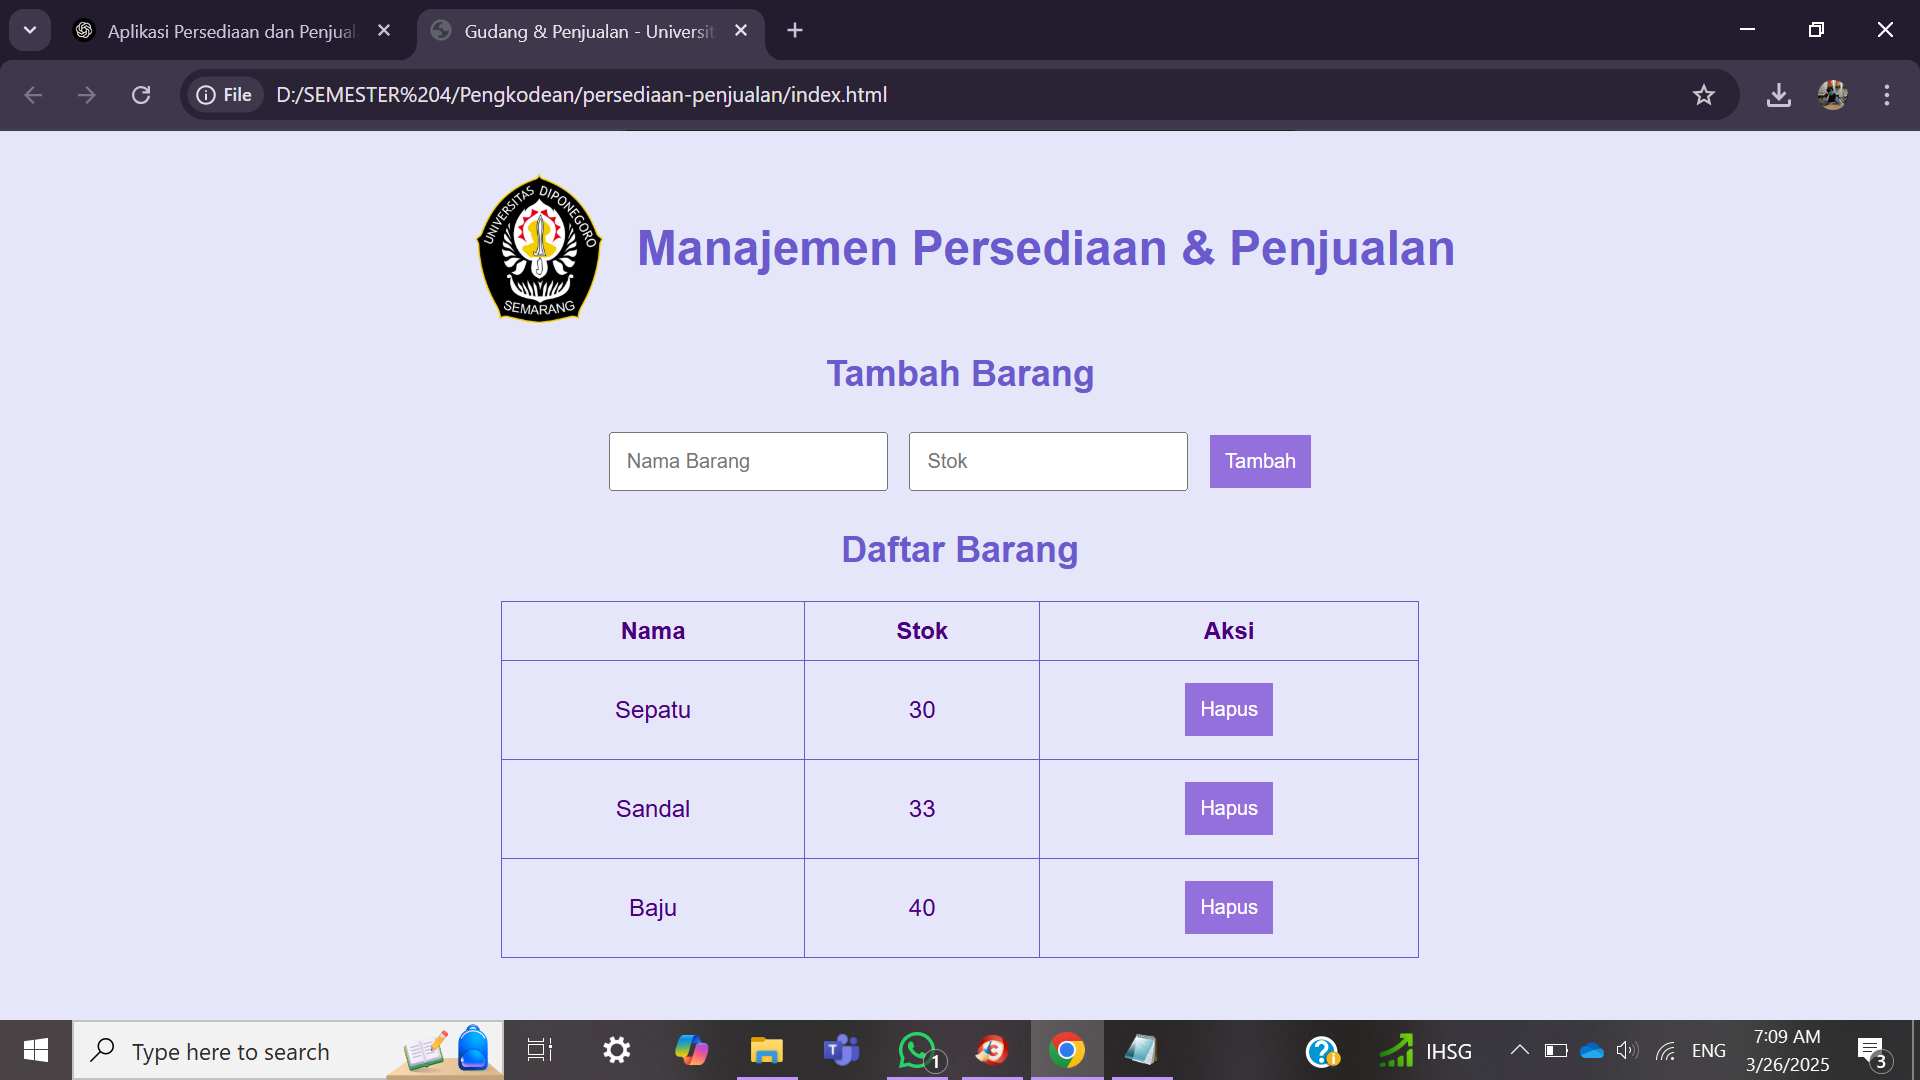 Aplikasi Persediaan dan Penjual
Gudang & Penjualan - Universit
File
D:/SEMESTER%204/Pengkodean/persediaan-penjualan/index.html
UNIVERSITAS DIPONEGORO
SEMARANG
Manajemen Persediaan & Penjualan
Tambah Barang
Nama Barang Stok Tambah
Daftar Barang
Nama Stok Aksi
Sepatu 30 Hapus
Sandal 33 Hapus
Baju 40 Hapus
Type here to search
1
IHSG
ENG
7:09 AM
3/26/2025
3